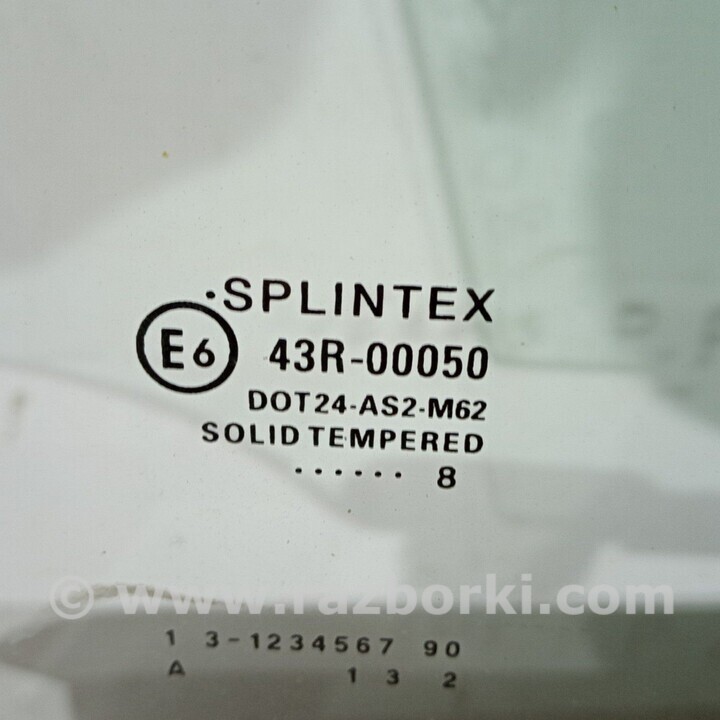 ·SPLINTEX
E6 43R-00050
DOT24-AS2-M62
SOLID TEMPERED
...... 8
© www.razborki.com
1 3-1234567 90
A 1 3 2